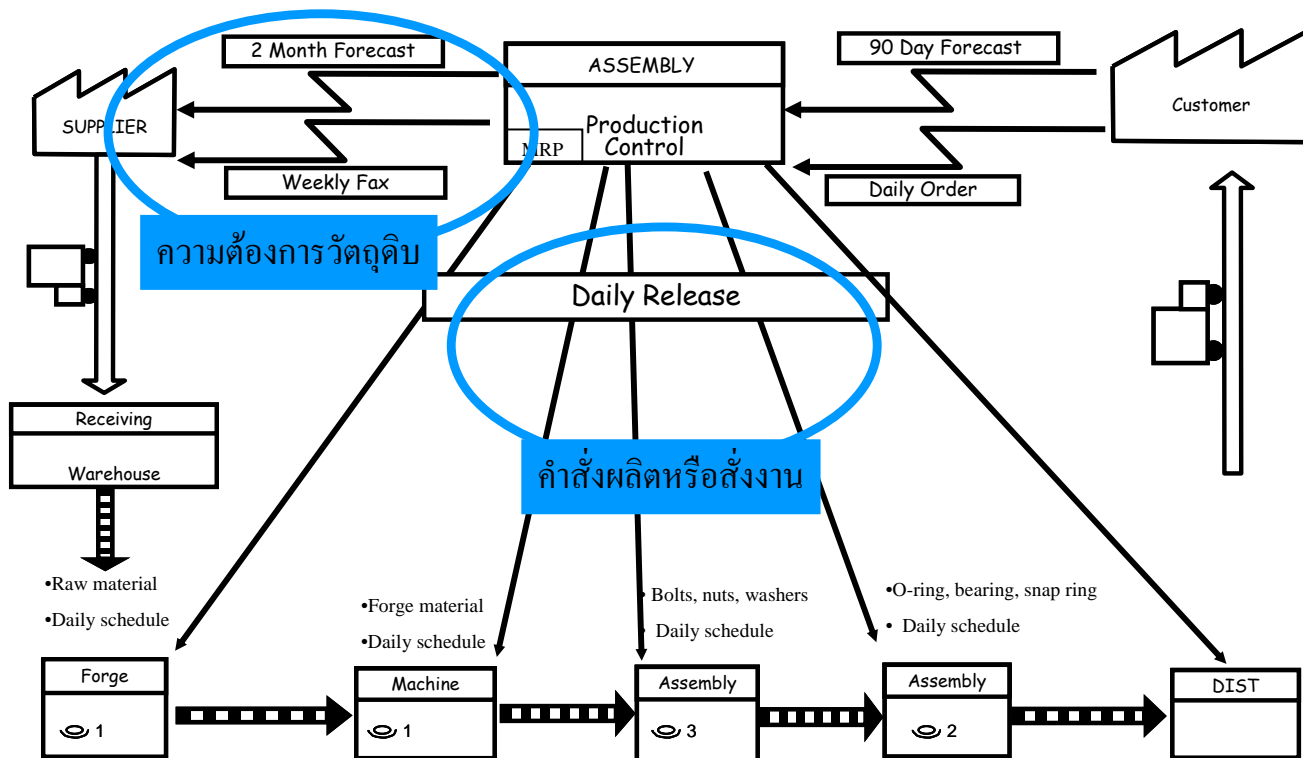 2 Month Forecast
ASSEMBLY
90 Day Forecast
SUPPLIER
Production
Control
MRP
Customer
Weekly Fax
Daily Order
ความต้องการวัตถุดิบ
Daily Release
Receiving
Warehouse
คำสั่งผลิตหรือสั่งงาน
•Raw material
•Daily schedule
•Forge material
•Daily schedule
• Bolts, nuts, washers
• Daily schedule
•O-ring, bearing, snap ring
• Daily schedule
Forge
1
Machine
1
Assembly
3
Assembly
2
DIST